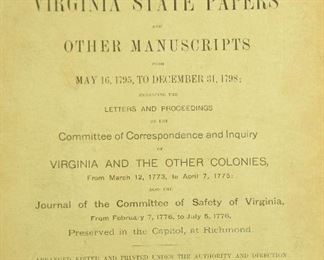 VIRGINIA STATE PAPERS
AND
OTHER MANUSCRIPTS
FROM
MAY 16, 1795, TO DECEMBER 31, 1798;
EMBRACING THE
LETTERS AND PROCEEDINGS
OF THE
Committee of Correspondence and Inquiry
OF
VIRGINIA AND THE OTHER COLONIES,
From March 12, 1773, to April 7, 1775;
ALSO THE
Journal of the Committee of Safety of Virginia,
From February 7, 1776, to July 5, 1776,
Preserved in the Capitol, at Richmond.
ARRANGED, EDITED AND PRINTED UNDER THE AUTHORITY AND DIRECTION